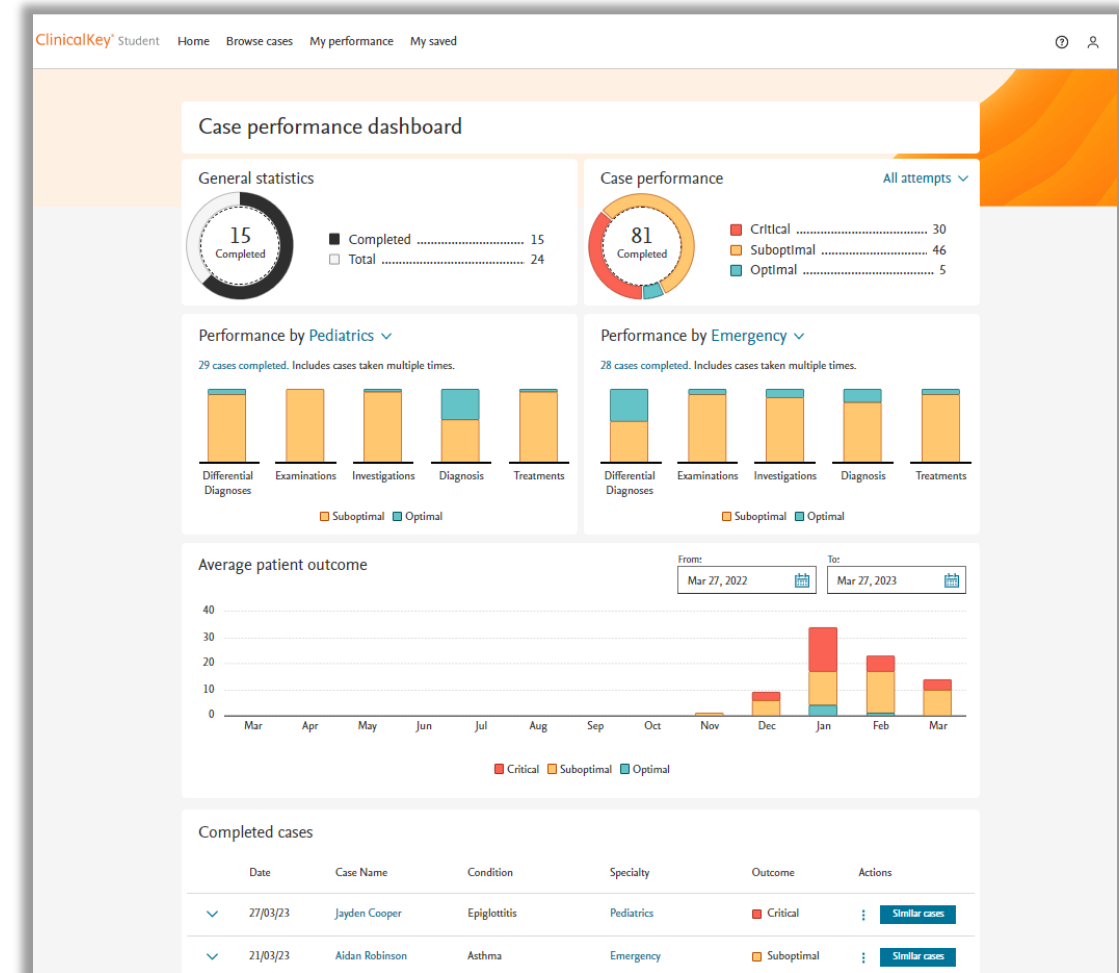 ClinicalKey® Student Home Browse cases My performance My saved
Case performance dashboard
General statistics
15
Completed
Completed 15
Total 24
Case performance
All attempts
81
Completed
Critical 30
Suboptimal 46
Optimal 5
Performance by Pediatrics
29 cases completed. Includes cases taken multiple times.
Differential Diagnoses
Examinations
Investigations
Diagnosis
Treatments
Suboptimal Optimal
Performance by Emergency
28 cases completed. Includes cases taken multiple times.
Differential Diagnoses
Examinations
Investigations
Diagnosis
Treatments
Suboptimal Optimal
Average patient outcome
From:
Mar 27, 2022
To:
Mar 27, 2023
40
30
20
10
0
Mar Apr May Jun Jul Aug Sep Oct Nov Dec Jan Feb Mar
Critical Suboptimal Optimal
Completed cases
Date Case Name Condition Specialty Outcome Actions
27/03/23 Jayden Cooper Epiglottitis Pediatrics Critical Similar cases
21/03/23 Aidan Robinson Asthma Emergency Suboptimal Similar cases